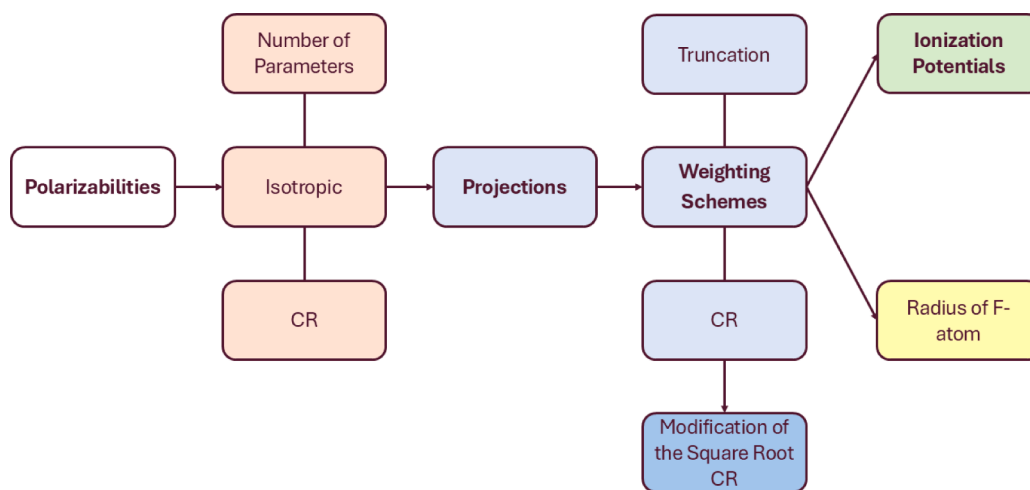 Number of
Parameters
Truncation
Ionization
Potentials
Polarizabilities
Isotropic
Projections
Weighting
Schemes
CR
CR
Radius of F-
atom
Modification of
the Square Root
CR